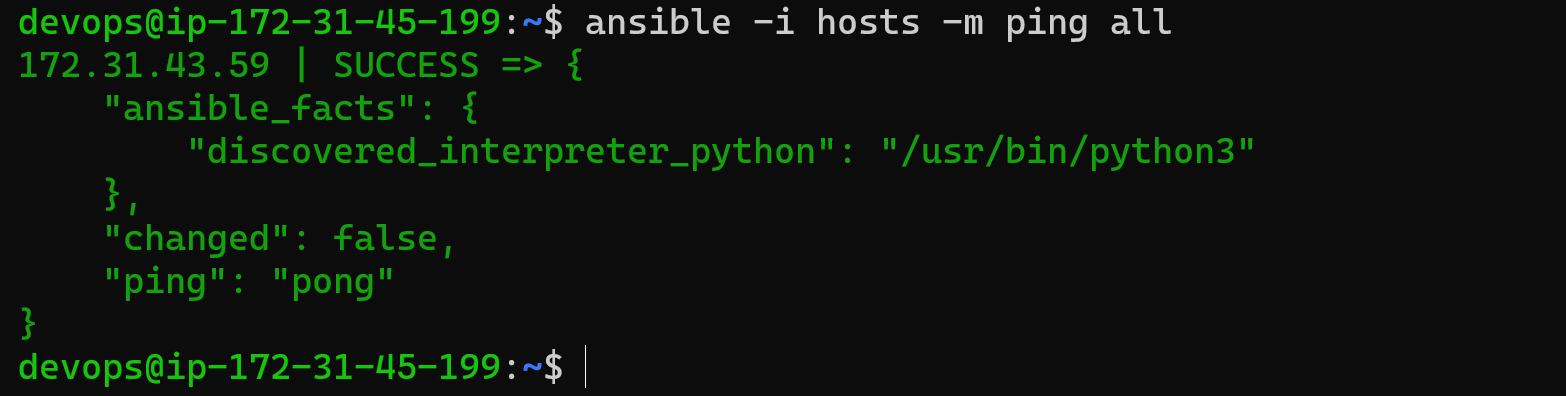 devops@ip-172-31-45-199:~$ ansible -i hosts -m ping all
172.31.43.59 | SUCCESS => {
    "ansible_facts": {
        "discovered_interpreter_python": "/usr/bin/python3"
    },
    "changed": false,
    "ping": "pong"
}
devops@ip-172-31-45-199:~$